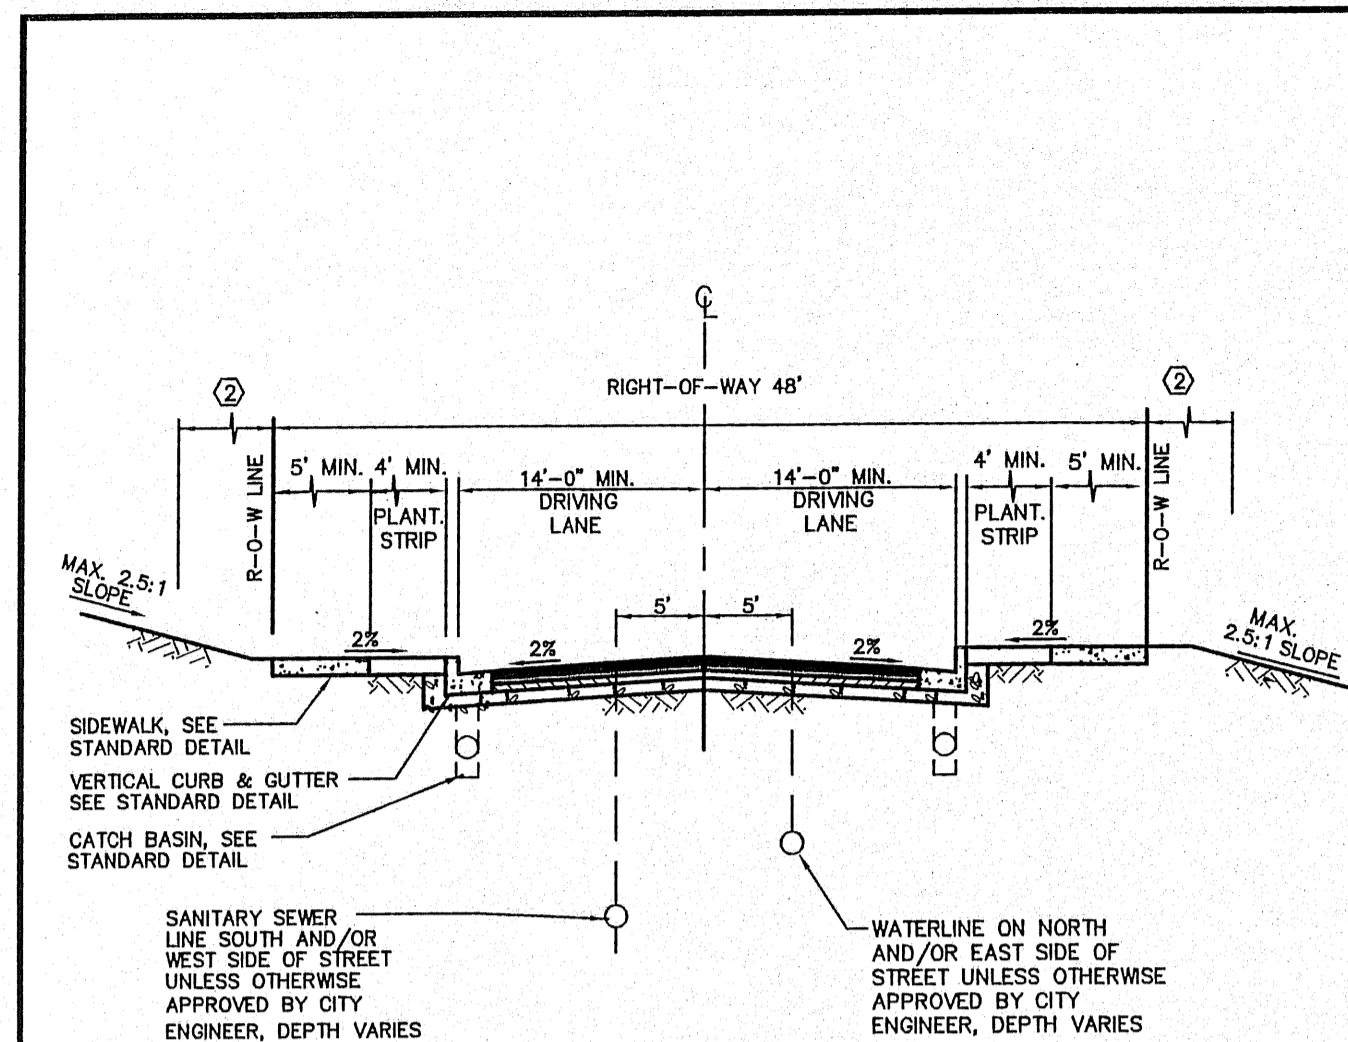 ℄
RIGHT-OF-WAY 48'
2
2
R-O-W LINE
5' MIN.
4' MIN.
PLANT.
STRIP
14'-0" MIN.
DRIVING
LANE
14'-0" MIN.
DRIVING
LANE
4' MIN.
5' MIN.
PLANT.
STRIP
R-O-W LINE
MAX. 2.5:1
SLOPE
5'
5'
2%
2%
2%
2%
MAX.
2.5:1 SLOPE
SIDEWALK, SEE
STANDARD DETAIL
VERTICAL CURB & GUTTER
SEE STANDARD DETAIL
CATCH BASIN, SEE
STANDARD DETAIL
SANITARY SEWER
LINE SOUTH AND/OR
WEST SIDE OF STREET
UNLESS OTHERWISE
APPROVED BY CITY
ENGINEER, DEPTH VARIES
WATERLINE ON NORTH
AND/OR EAST SIDE OF
STREET UNLESS OTHERWISE
APPROVED BY CITY
ENGINEER, DEPTH VARIES